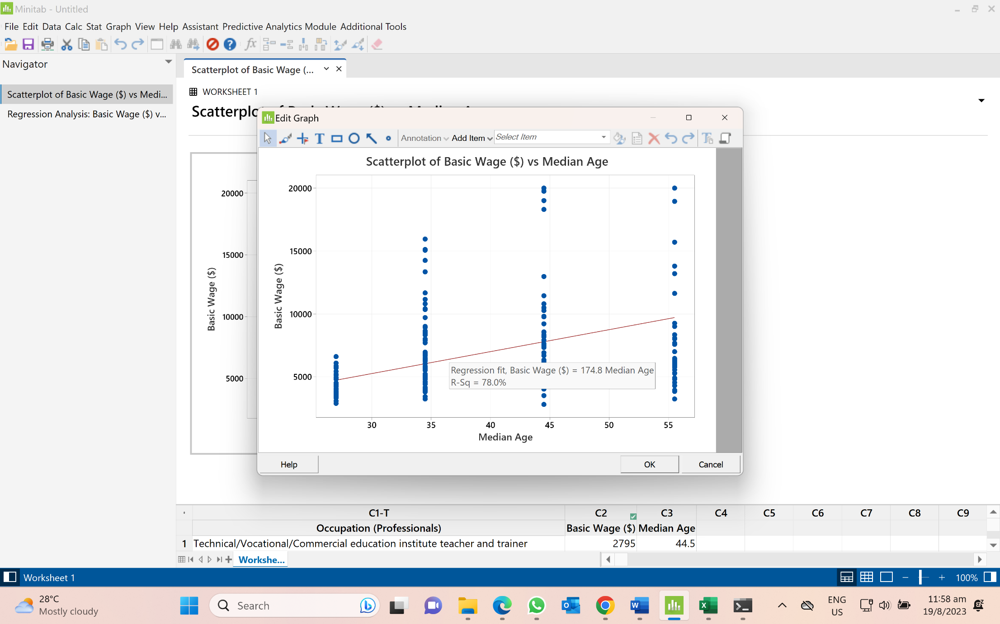 Minitab - Untitled
File Edit Data Calc Stat Graph View Help Assistant Predictive Analytics Module Additional Tools
Navigator
Scatterplot of Basic Wage ($) vs Medi...
Regression Analysis: Basic Wage ($) v...
Scatterplot of Basic Wage (...
WORKSHEET 1
Edit Graph
Annotation
Add Item
Select Item
Scatterplot of Basic Wage ($) vs Median Age
20000
15000
10000
5000
Basic Wage ($)
20000
15000
10000
5000
Basic Wage ($)
Regression fit, Basic Wage ($) = 174.8 Median Age
R-Sq = 78.0%
30 35 40 45 50 55
Median Age
Help
OK
Cancel
C1-T C2 C3 C4 C5 C6 C7 C8 C9
Occupation (Professionals) Basic Wage ($) Median Age
1 Technical/Vocational/Commercial education institute teacher and trainer 2795 44.5
Workshe...
Worksheet 1
100%
28°C
Mostly cloudy
Search
ENG
US
11:58 am
19/8/2023